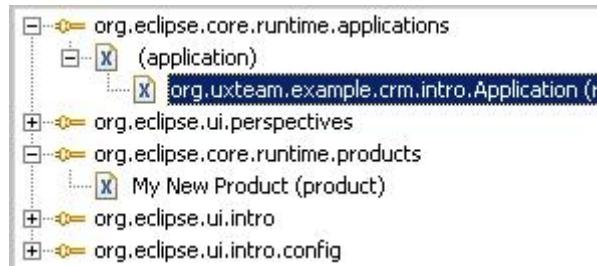 org.eclipse.core.runtime.applications
(application)
org.uxteam.example.crm.intro.Application (r
org.eclipse.ui.perspectives
org.eclipse.core.runtime.products
My New Product (product)
org.eclipse.ui.intro
org.eclipse.ui.intro.config